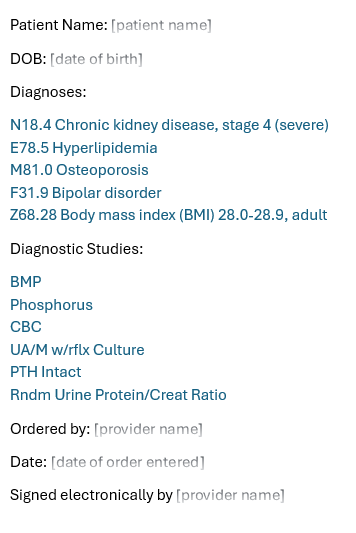 Patient Name: [patient name]
DOB: [date of birth]
Diagnoses:
N18.4 Chronic kidney disease, stage 4 (severe)
E78.5 Hyperlipidemia
M81.0 Osteoporosis
F31.9 Bipolar disorder
Z68.28 Body mass index (BMI) 28.0-28.9, adult
Diagnostic Studies:
BMP
Phosphorus
CBC
UA/M w/rflx Culture
PTH Intact
Rndm Urine Protein/Creat Ratio
Ordered by: [provider name]
Date: [date of order entered]
Signed electronically by [provider name]